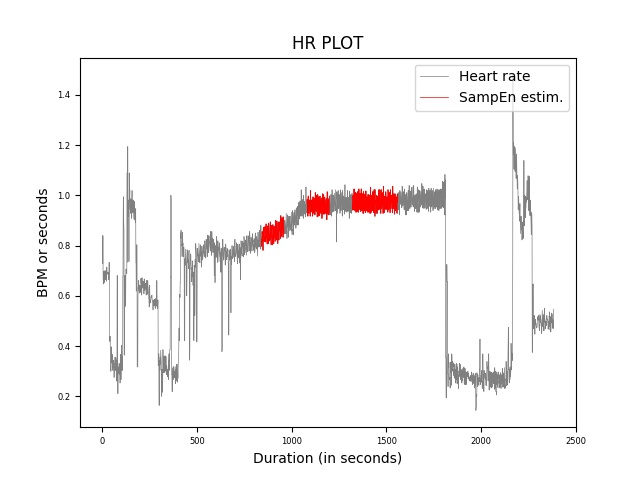 HR PLOT
Heart rate
SampEn estim.
BPM or seconds
1.4
1.2
1.0
0.8
0.6
0.4
0.2
0 500 1000 1500 2000 2500
Duration (in seconds)